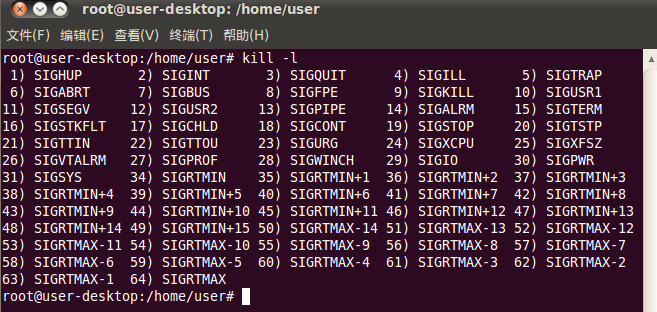 root@user-desktop: /home/user
文件(F) 编辑(E) 查看(V) 终端(T) 帮助(H)
root@user-desktop:/home/user# kill -l
 1) SIGHUP       2) SIGINT       3) SIGQUIT      4) SIGILL       5) SIGTRAP
 6) SIGABRT      7) SIGBUS       8) SIGFPE       9) SIGKILL     10) SIGUSR1
11) SIGSEGV     12) SIGUSR2     13) SIGPIPE     14) SIGALRM     15) SIGTERM
16) SIGSTKFLT   17) SIGCHLD     18) SIGCONT     19) SIGSTOP     20) SIGTSTP
21) SIGTTIN     22) SIGTTOU     23) SIGURG      24) SIGXCPU     25) SIGXFSZ
26) SIGVTALRM   27) SIGPROF     28) SIGWINCH    29) SIGIO       30) SIGPWR
31) SIGSYS      34) SIGRTMIN    35) SIGRTMIN+1  36) SIGRTMIN+2  37) SIGRTMIN+3
38) SIGRTMIN+4  39) SIGRTMIN+5  40) SIGRTMIN+6  41) SIGRTMIN+7  42) SIGRTMIN+8
43) SIGRTMIN+9  44) SIGRTMIN+10 45) SIGRTMIN+11 46) SIGRTMIN+12 47) SIGRTMIN+13
48) SIGRTMIN+14 49) SIGRTMIN+15 50) SIGRTMAX-14 51) SIGRTMAX-13 52) SIGRTMAX-12
53) SIGRTMAX-11 54) SIGRTMAX-10 55) SIGRTMAX-9  56) SIGRTMAX-8  57) SIGRTMAX-7
58) SIGRTMAX-6  59) SIGRTMAX-5  60) SIGRTMAX-4  61) SIGRTMAX-3  62) SIGRTMAX-2
63) SIGRTMAX-1  64) SIGRTMAX
root@user-desktop:/home/user#